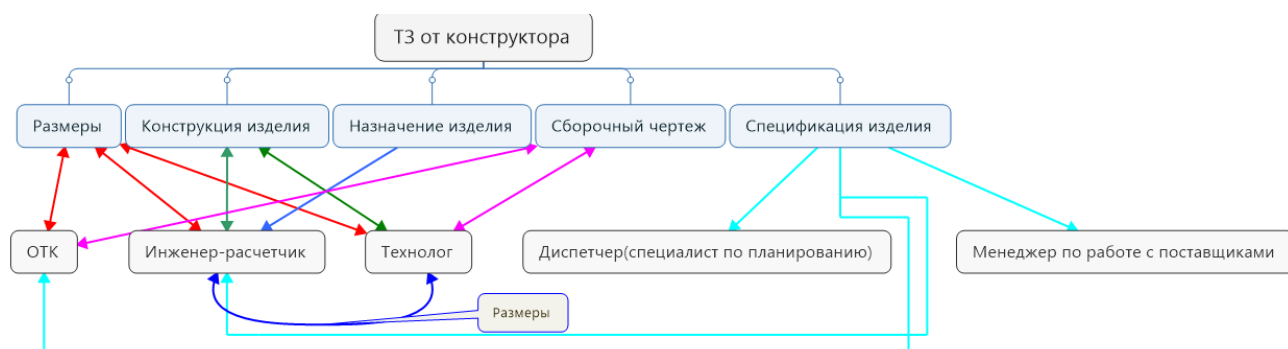 ТЗ от конструктора
Размеры
Конструкция изделия
Назначение изделия
Сборочный чертеж
Спецификация изделия
ОТК
Инженер-расчетчик
Технолог
Диспетчер(специалист по планированию)
Менеджер по работе с поставщиками
Размеры